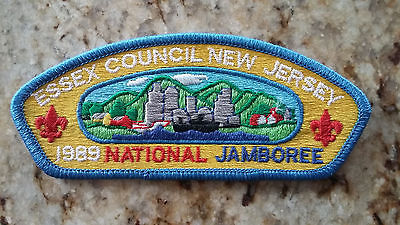 ESSEX COUNCIL NEW JERSEY
1989 NATIONAL JAMBOREE